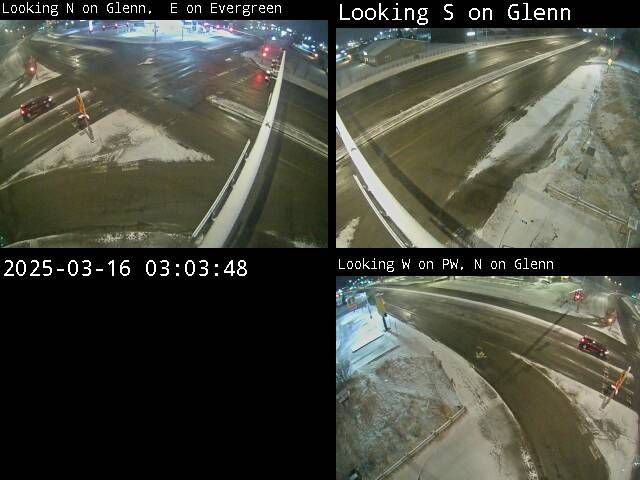 Looking N on Glenn, E on Evergreen
Looking S on Glenn
2025-03-16 03:03:48
Looking W on PW, N on Glenn